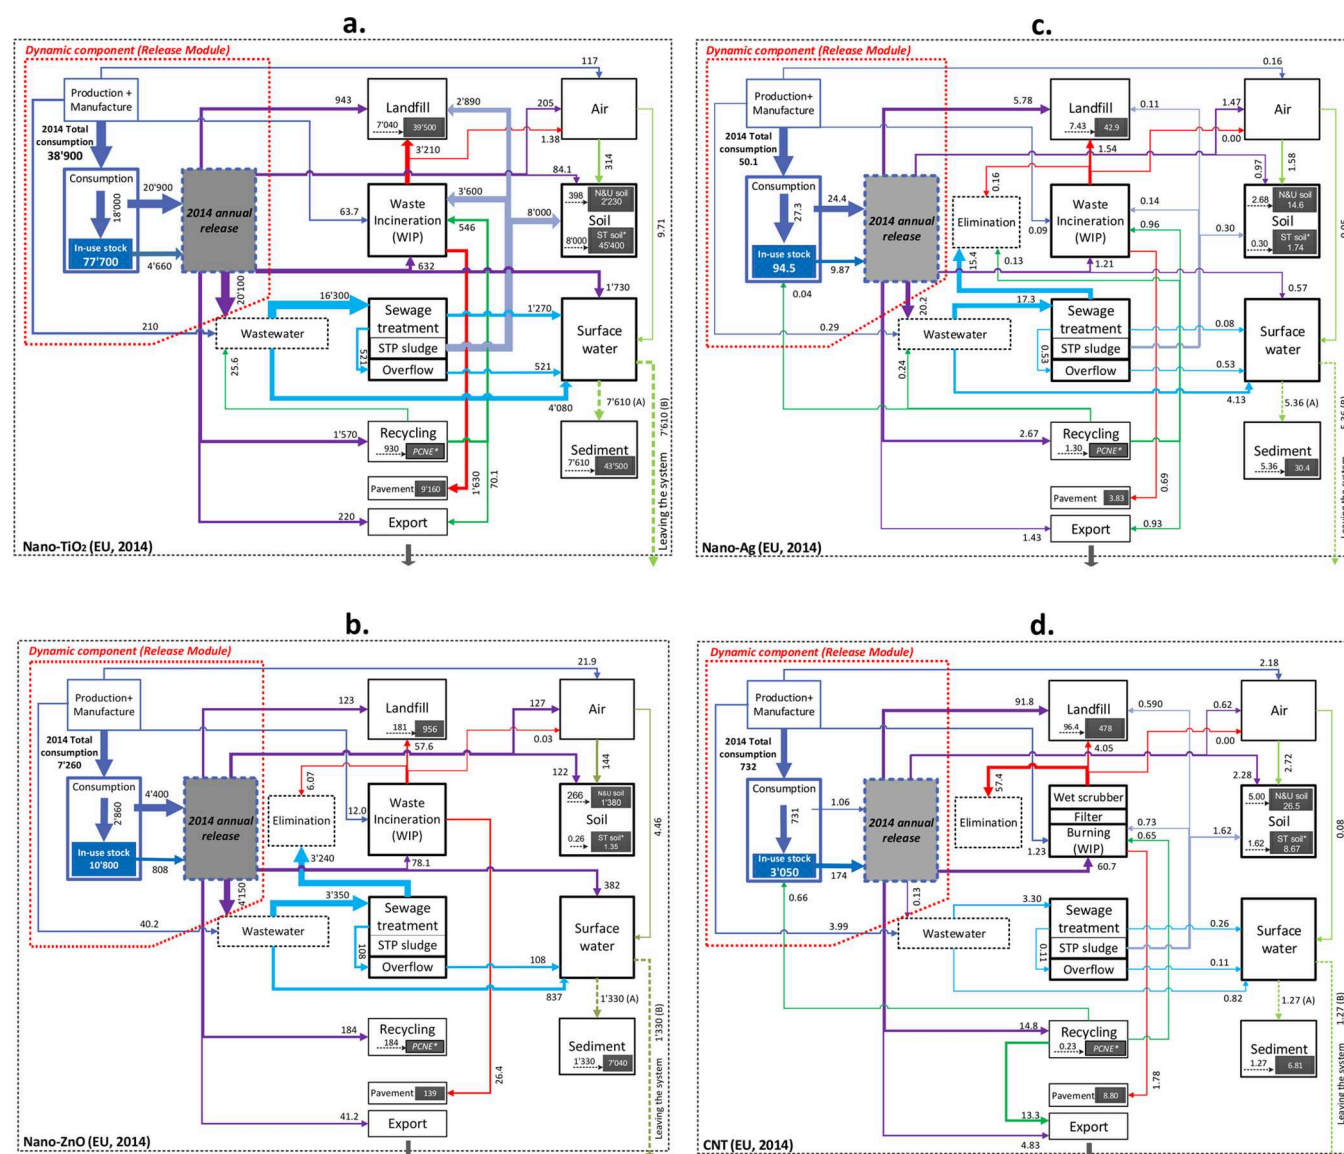 a.
Dynamic component (Release Module)
117
Production +
Manufacture
943
Landfill
7'040
39'500
2'890
205
Air
1.38
2014 Total
consumption
38'900
3'210
314
84.1
Consumption
18'000
20'900
2014 annual
release
3'600
Waste
Incineration
(WIP)
63.7
546
8'000
398
N&U soil
2'230
Soil
8'000
ST soil*
45'400
9.71
In-use stock
77'700
4'660
632
20'100
1'730
16'300
210
Wastewater
Sewage
treatment
STP sludge
Overflow
521
1'270
521
Surface
water
25.6
4'080
7'610 (A)
7'610 (B)
1'570
Recycling
930
PCNE*
Sediment
7'610
43'500
1'630
70.1
Pavement
9'160
220
Export
Leaving the system
Nano-TiO₂ (EU, 2014)
c.
Dynamic component (Release Module)
0.16
Production+
Manufacture
5.78
Landfill
7.43
42.9
0.11
1.47
Air
0.00
2014 Total
consumption
50.1
1.54
1.58
0.97
0.16
Consumption
27.3
24.4
2014 annual
release
Elimination
0.09
Waste
Incineration
(WIP)
0.14
0.96
0.30
2.68
N&U soil
14.6
Soil
0.30
ST soil*
1.74
In-use stock
94.5
9.87
15.4
0.13
1.21
0.04
20.2
17.3
0.57
0.29
Wastewater
Sewage
treatment
STP sludge
Overflow
0.53
0.08
0.53
Surface
water
0.24
4.13
5.36 (A)
2.67
Recycling
1.30
PCNE*
Sediment
5.36
30.4
0.69
Pavement
3.83
0.93
Export
1.43
Nano-Ag (EU, 2014)
b.
Dynamic component (Release Module)
21.9
Production+
Manufacture
123
Landfill
181
956
127
Air
0.03
2014 Total
consumption
7'260
57.6
144
122
6.07
Consumption
2'860
4'400
2014 annual
release
Elimination
12.0
Waste
Incineration
(WIP)
266
N&U soil
1'380
Soil
0.26
ST soil*
1.35
4.46
In-use stock
10'800
808
3'240
78.1
382
4'150
3'350
40.2
Wastewater
Sewage
treatment
STP sludge
Overflow
108
108
Surface
water
837
1'330 (A)
1'330 (B)
184
Recycling
184
PCNE*
Sediment
1'330
7'040
26.4
Pavement
139
41.2
Export
Leaving the system
Nano-ZnO (EU, 2014)
d.
Dynamic component (Release Module)
2.18
Production+
Manufacture
91.8
Landfill
96.4
478
0.590
0.62
Air
0.00
2014 Total
consumption
732
4.05
2.72
2.28
57.4
Consumption
731
1.06
2014 annual
release
Elimination
1.23
Wet scrubber
Filter
Burning
(WIP)
0.73
0.65
1.62
5.00
N&U soil
26.5
Soil
1.62
ST soil*
8.67
0.08
In-use stock
3'050
174
60.7
0.66
0.13
3.30
3.99
Wastewater
Sewage
treatment
STP sludge
Overflow
0.11
0.26
0.11
Surface
water
0.82
1.27 (A)
1.27 (B)
14.8
Recycling
0.23
PCNE*
Sediment
1.27
6.81
1.78
Pavement
8.80
13.3
Export
4.83
Leaving the system
CNT (EU, 2014)